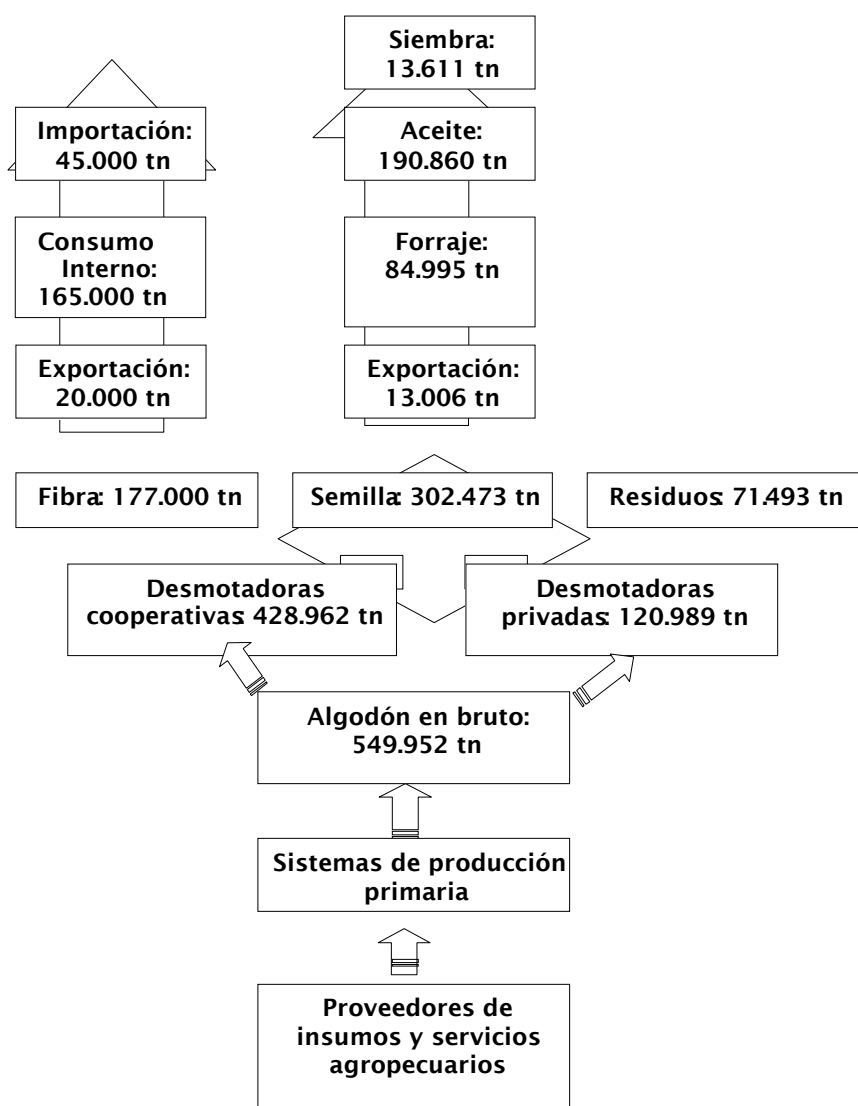 Siembra:
13.611 tn
Importación:
45.000 tn
Aceite:
190.860 tn
Consumo
Interno:
165.000 tn
Forraje:
84.995 tn
Exportación:
20.000 tn
Exportación:
13.006 tn
Fibra: 177.000 tn
Semilla: 302.473 tn
Residuos: 71.493 tn
Desmotadoras
cooperativas: 428.962 tn
Desmotadoras
privadas: 120.989 tn
Algodón en bruto:
549.952 tn
Sistemas de producción
primaria
Proveedores de
insumos y servicios
agropecuarios